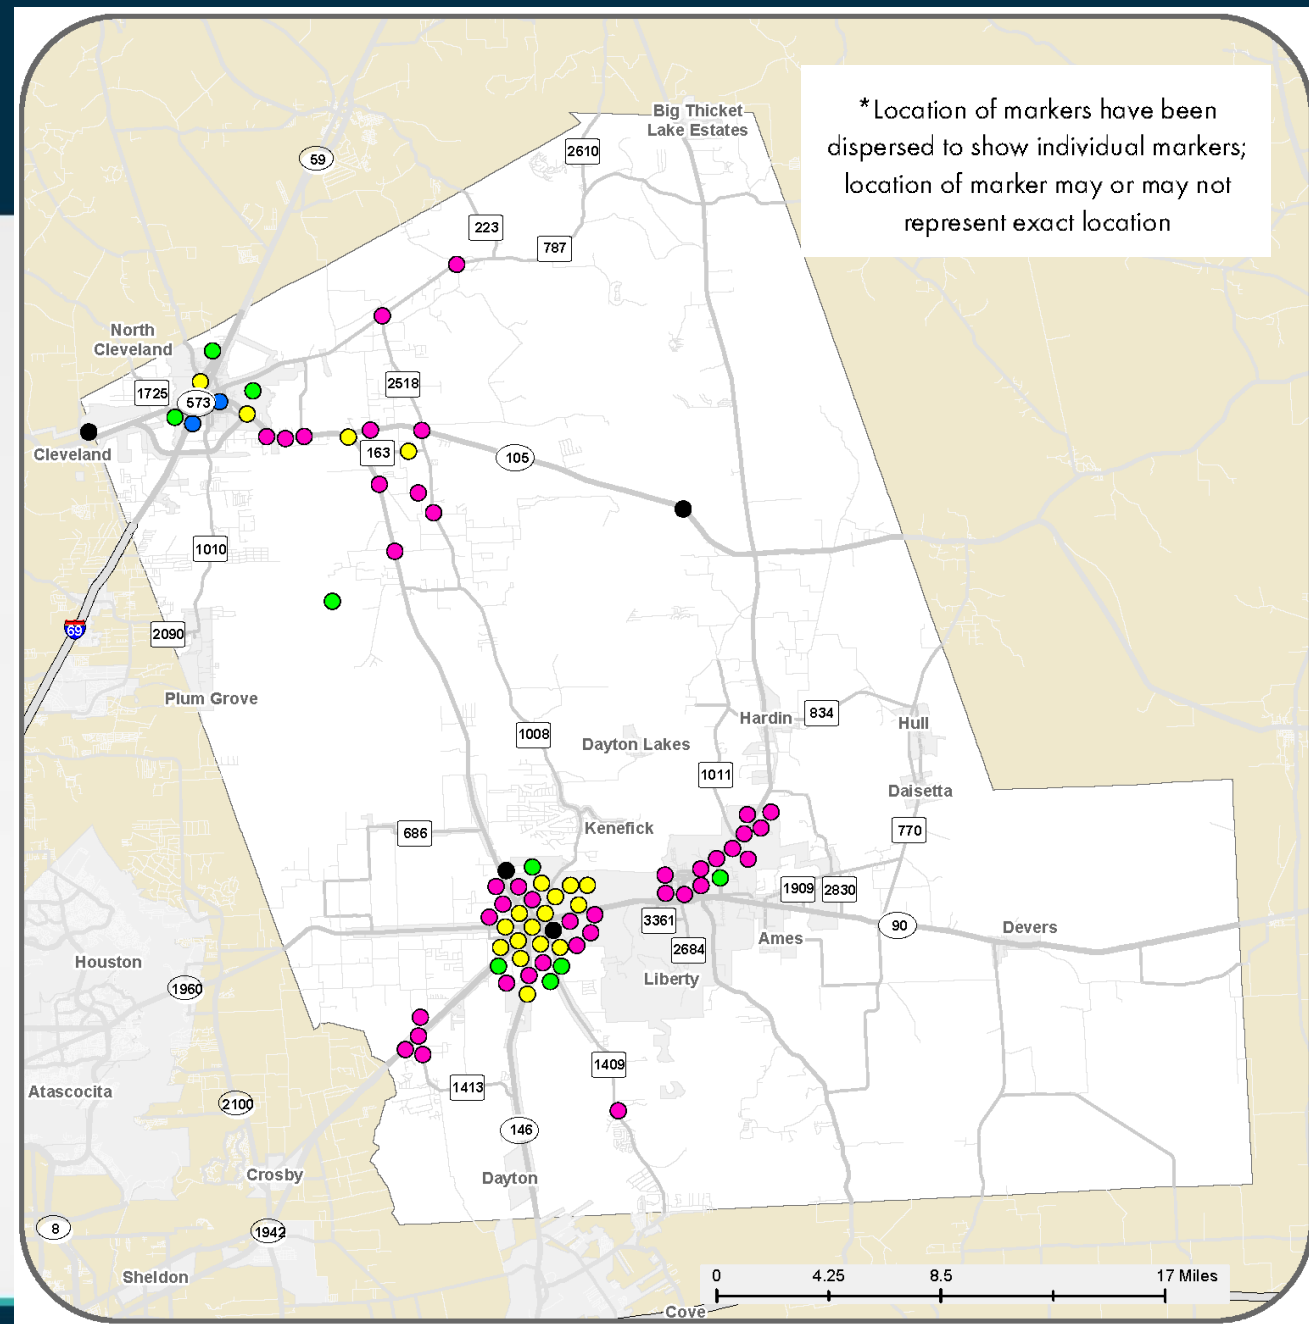 Big Thicket
Lake Estates
*Location of markers have been
dispersed to show individual markers;
location of marker may or may not
represent exact location
2610
59
223
787
North
Cleveland
2518
1725
573
Cleveland
163
105
1010
69
2090
Plum Grove
Hardin
834
Hull
1008
Dayton Lakes
1011
Daisetta
686
Kenefick
770
1909
2830
3361
90
Devers
2684
Ames
Houston
Liberty
1960
1409
1413
Atascocita
2100
146
Crosby
Dayton
8
1942
Sheldon
0 4.25 8.5 17 Miles
Cove